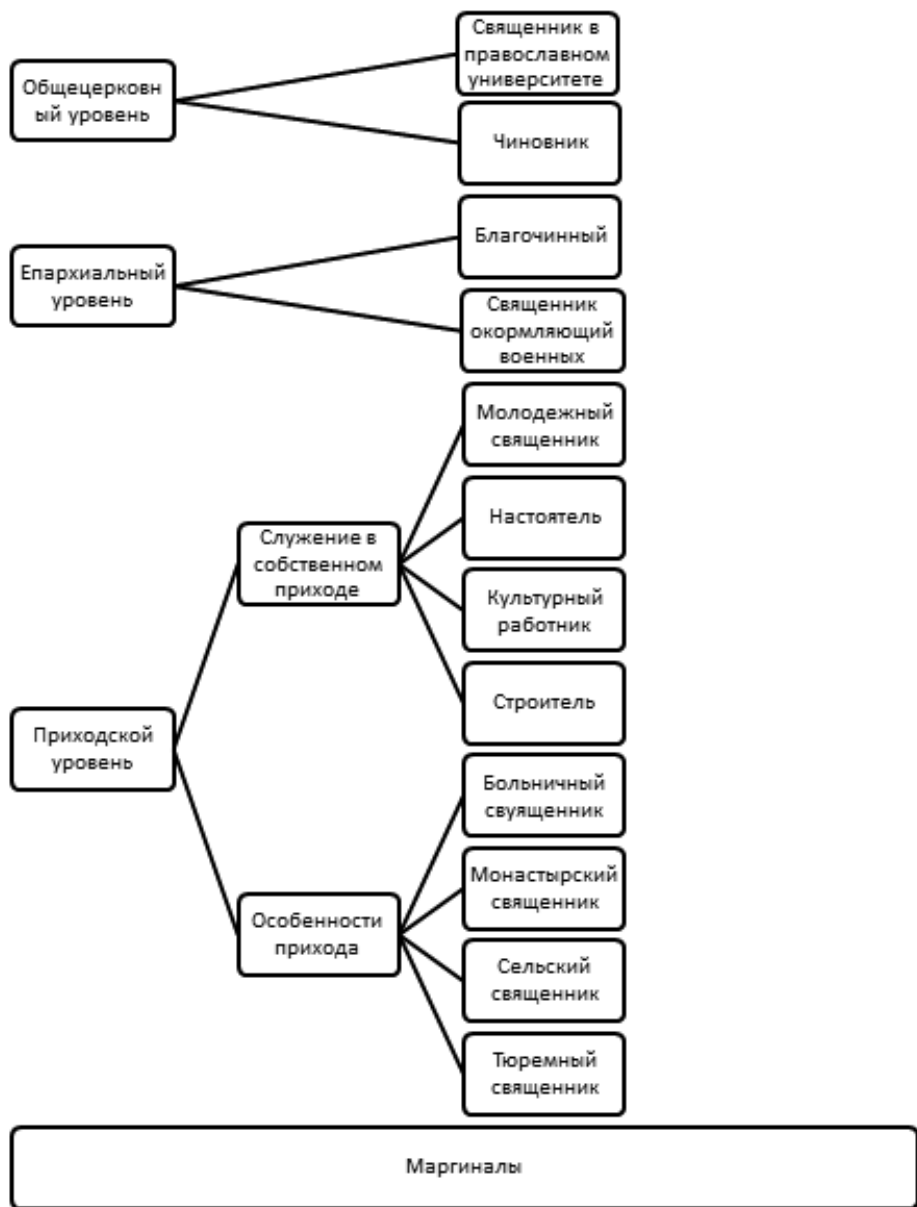 Священник в
православном
университете
Общецерковн
ый уровень
Чиновник
Благочинный
Епархиальный
уровень
Священник
окормляющий
военных
Молодежный
священник
Настоятель
Служение в
собственном
приходе
Культурный
работник
Строитель
Приходской
уровень
Больничный
свуященник
Монастырский
священник
Особенности
прихода
Сельский
священник
Тюремный
священник
Маргиналы